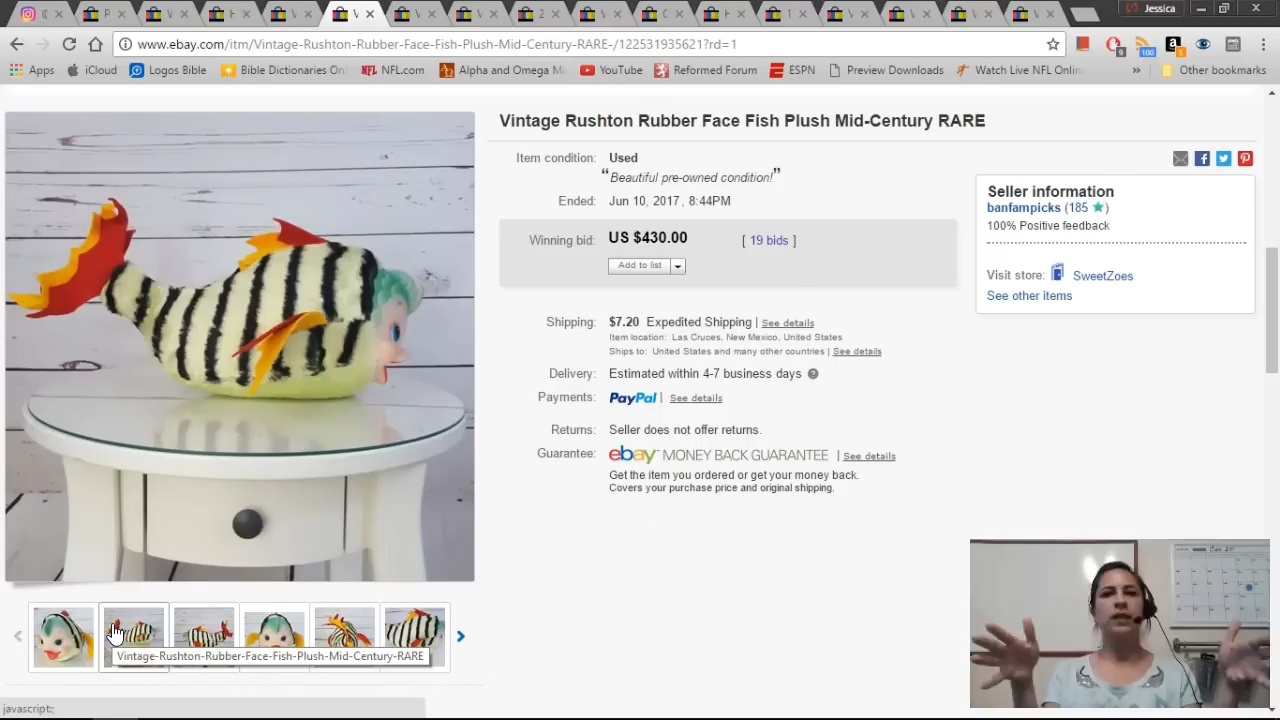 Jessica
www.ebay.com/itm/Vintage-Rushton-Rubber-Face-Fish-Plush-Mid-Century-RARE-/122531935621?rd=1
Apps iCloud Logos Bible Bible Dictionaries On NFL.com Alpha and Omega Mi YouTube Reformed Forum ESPN Preview Downloads Watch Live NFL Onlin » Other bookmarks
Vintage Rushton Rubber Face Fish Plush Mid-Century RARE
Item condition: Used
"Beautiful pre-owned condition!"
Ended: Jun 10, 2017 , 8:44PM
Winning bid: US $430.00 [ 19 bids ]
Add to list
Shipping: $7.20 Expedited Shipping | See details
Item location: Las Cruces, New Mexico, United States
Ships to: United States and many other countries | See details
Delivery: Estimated within 4-7 business days
Payments: PayPal | See details
Returns: Seller does not offer returns.
Guarantee: ebay MONEY BACK GUARANTEE | See details
Get the item you ordered or get your money back.
Covers your purchase price and original shipping.
Seller information
banfampicks (185)
100% Positive feedback
Visit store: SweetZoes
See other items
Vintage-Rushton-Rubber-Face-Fish-Plush-Mid-Century-RARE
javascript:;